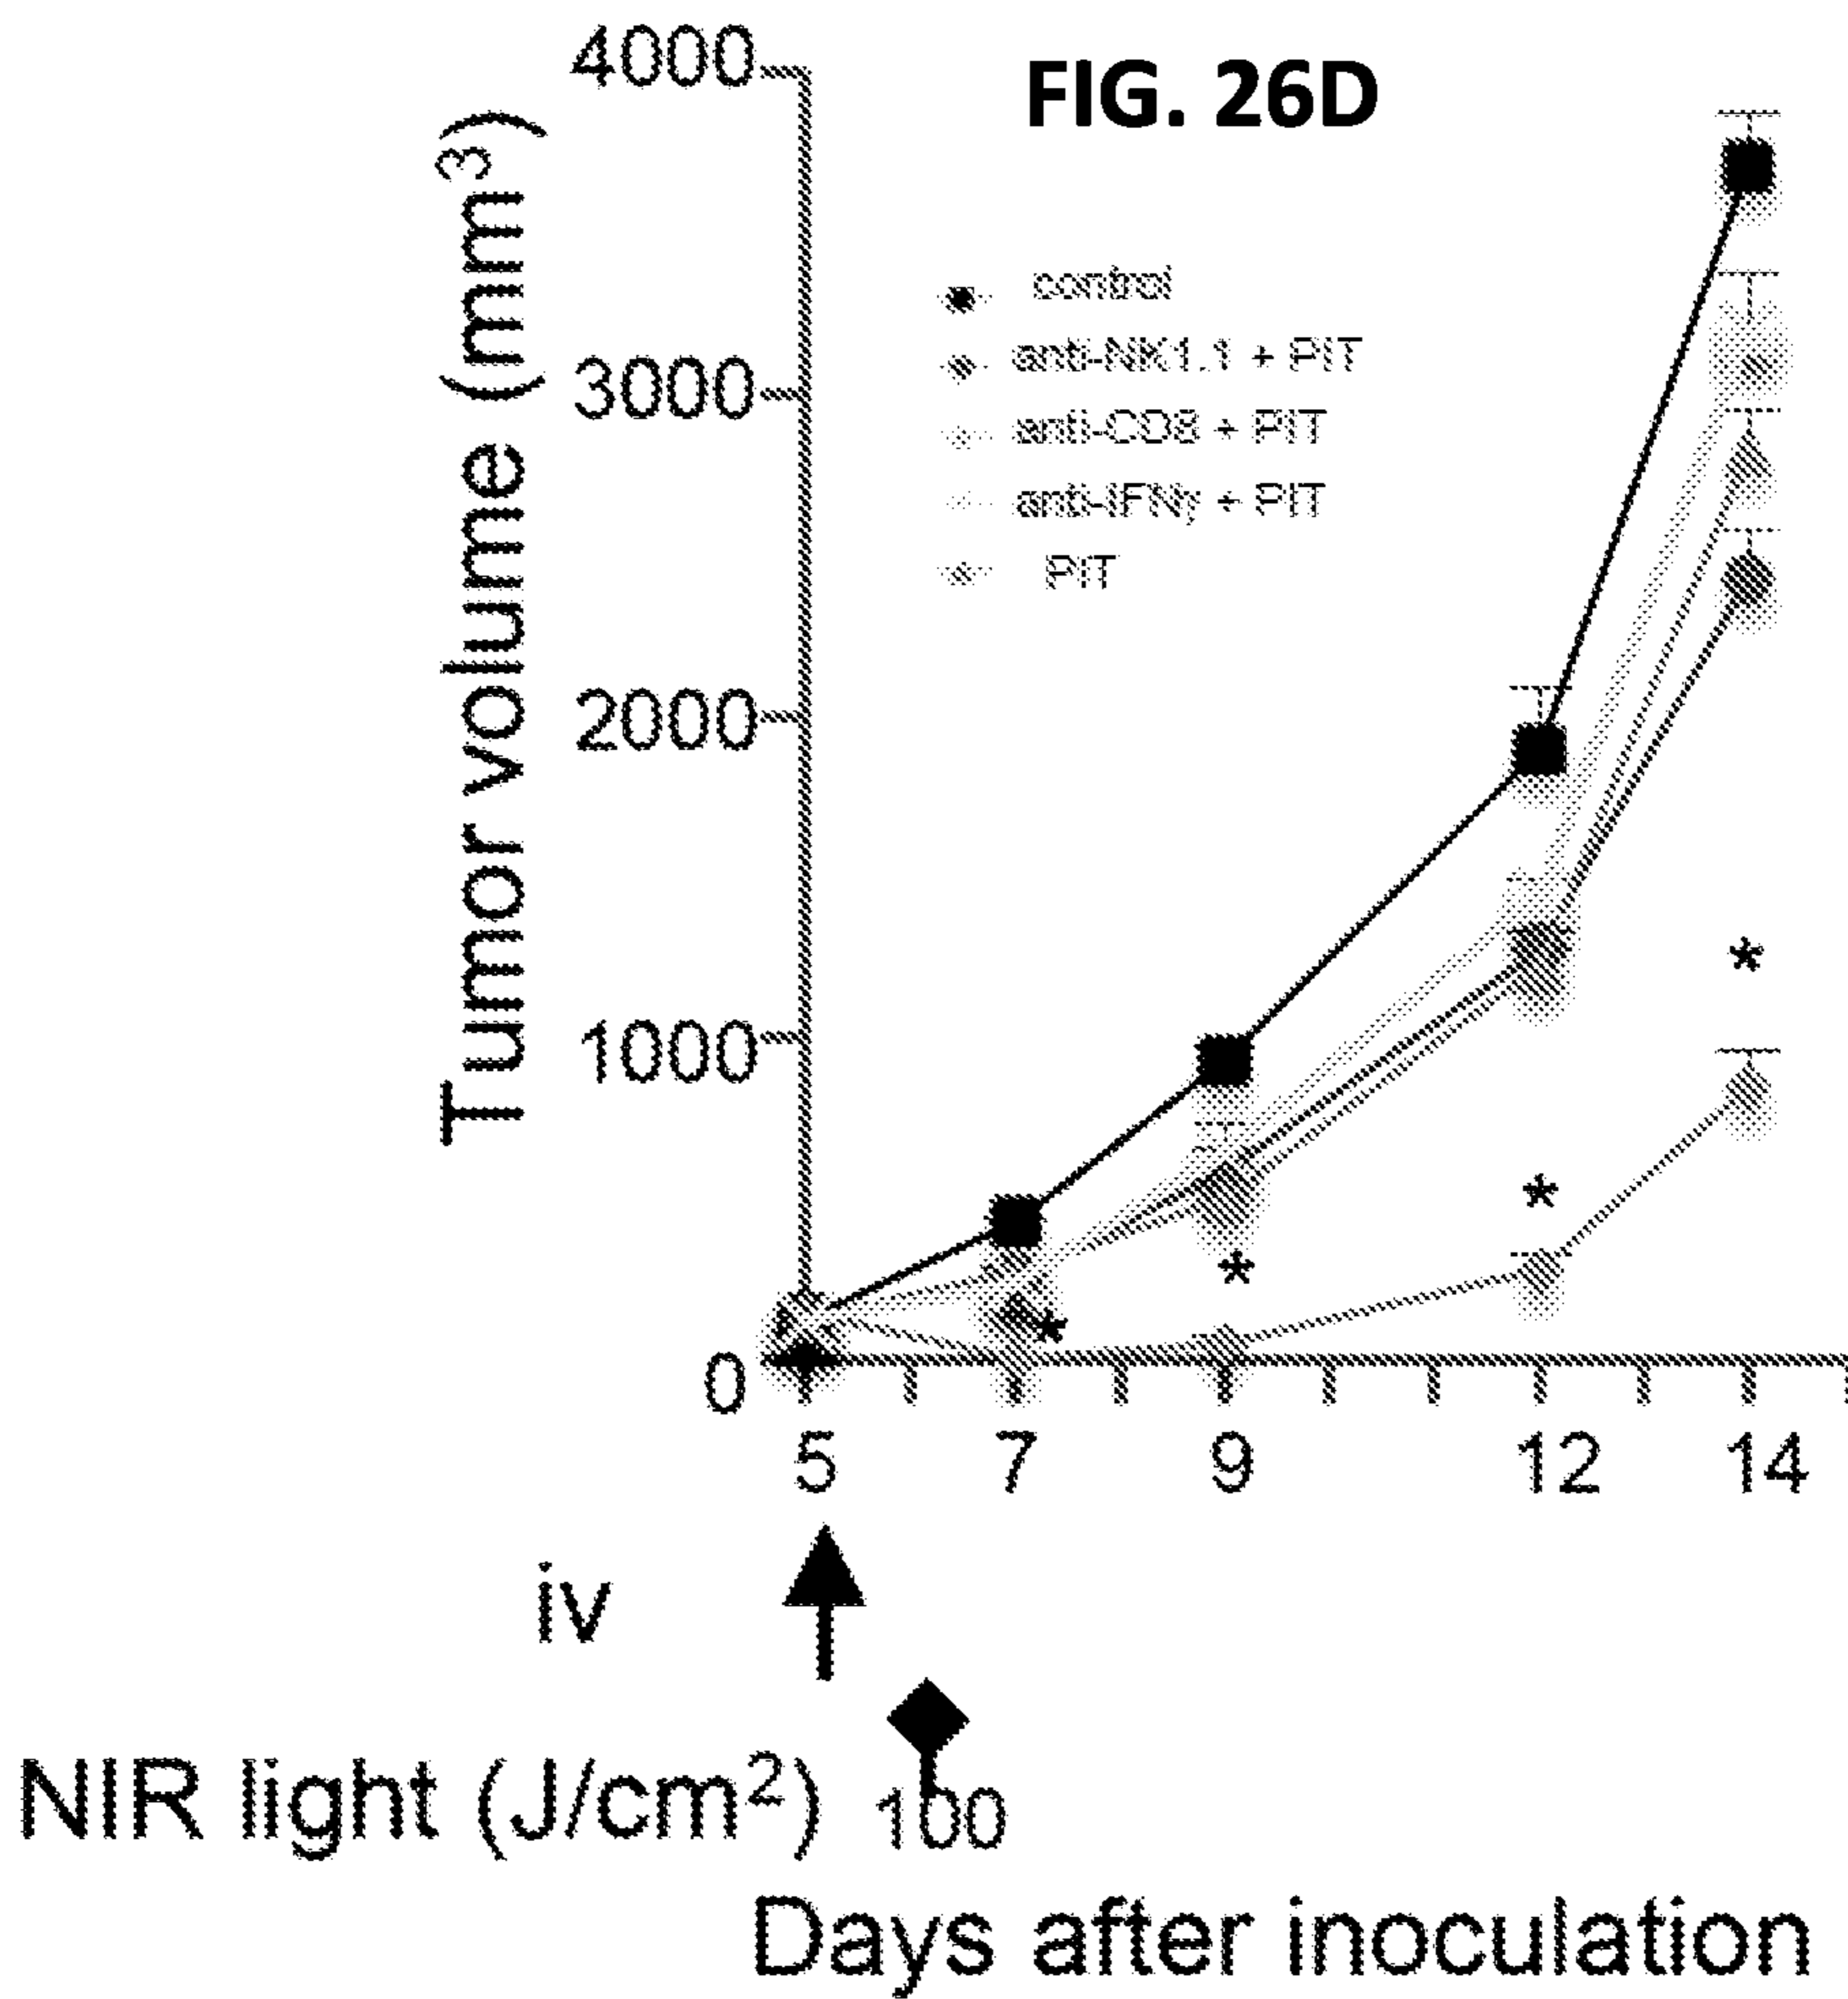 FIG. 26D
Tumor volume (mm³)
4000
3000
2000
1000
0
control
anti-NK1.1 + PIT
anti-CD8 + PIT
anti-IFNγ + PIT
PIT
*
*
*
*
5 7 9 12 14
iv
NIR light (J/cm²) 100
Days after inoculation